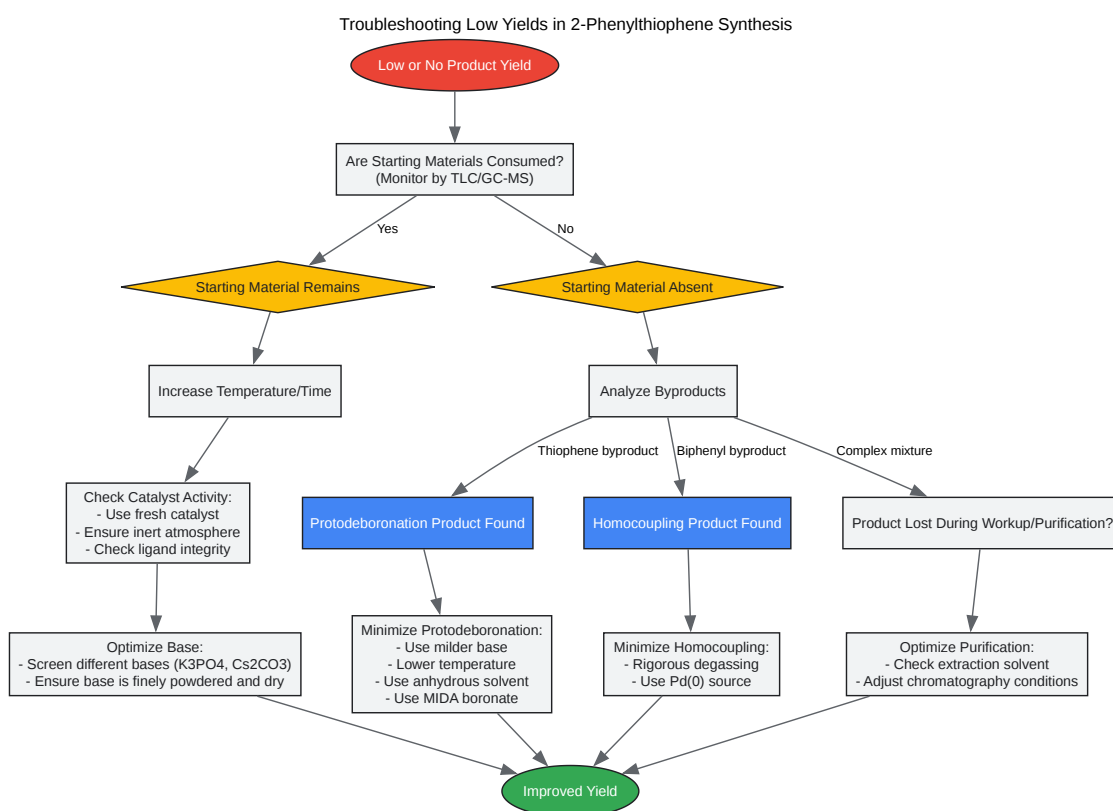 Troubleshooting Low Yields in 2-Phenylthiophene Synthesis
Low or No Product Yield
Are Starting Materials Consumed?
(Monitor by TLC/GC-MS)
Yes
No
Starting Material Remains
Starting Material Absent
Increase Temperature/Time
Analyze Byproducts
Thiophene byproduct
Biphenyl byproduct
Complex mixture
Check Catalyst Activity:
- Use fresh catalyst
- Ensure inert atmosphere
- Check ligand integrity
Protodeboronation Product Found
Homocoupling Product Found
Product Lost During Workup/Purification?
Optimize Base:
- Screen different bases (K3PO4, Cs2CO3)
- Ensure base is finely powdered and dry
Minimize Protodeboronation:
- Use milder base
- Lower temperature
- Use anhydrous solvent
- Use MIDA boronate
Minimize Homocoupling:
- Rigorous degassing
- Use Pd(0) source
Optimize Purification:
- Check extraction solvent
- Adjust chromatography conditions
Improved Yield